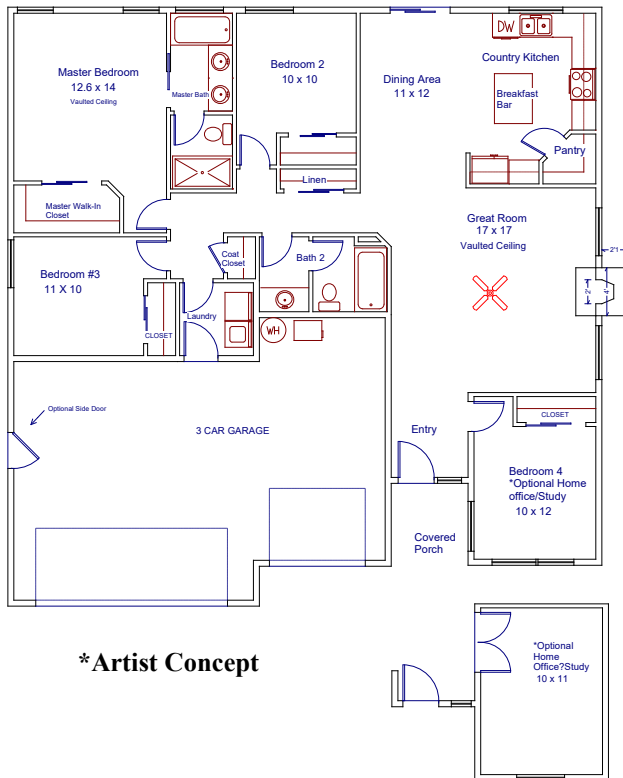 Master Bedroom
12.6 x 14
Vaulted Ceiling
Master Bath
Bedroom 2
10 x 10
Dining Area
11 x 12
DW
Country Kitchen
Breakfast
Bar
Pantry
Linen
Master Walk-In
Closet
Great Room
17 x 17
Vaulted Ceiling
2'1
2'
4'
Bedroom #3
11 X 10
Coat
Closet
Bath 2
CLOSET
Laundry
WH
Optional Side Door
3 CAR GARAGE
Entry
CLOSET
Bedroom 4
*Optional Home
office/Study
10 x 12
Covered
Porch
*Artist Concept
*Optional
Home
Office?Study
10 x 11